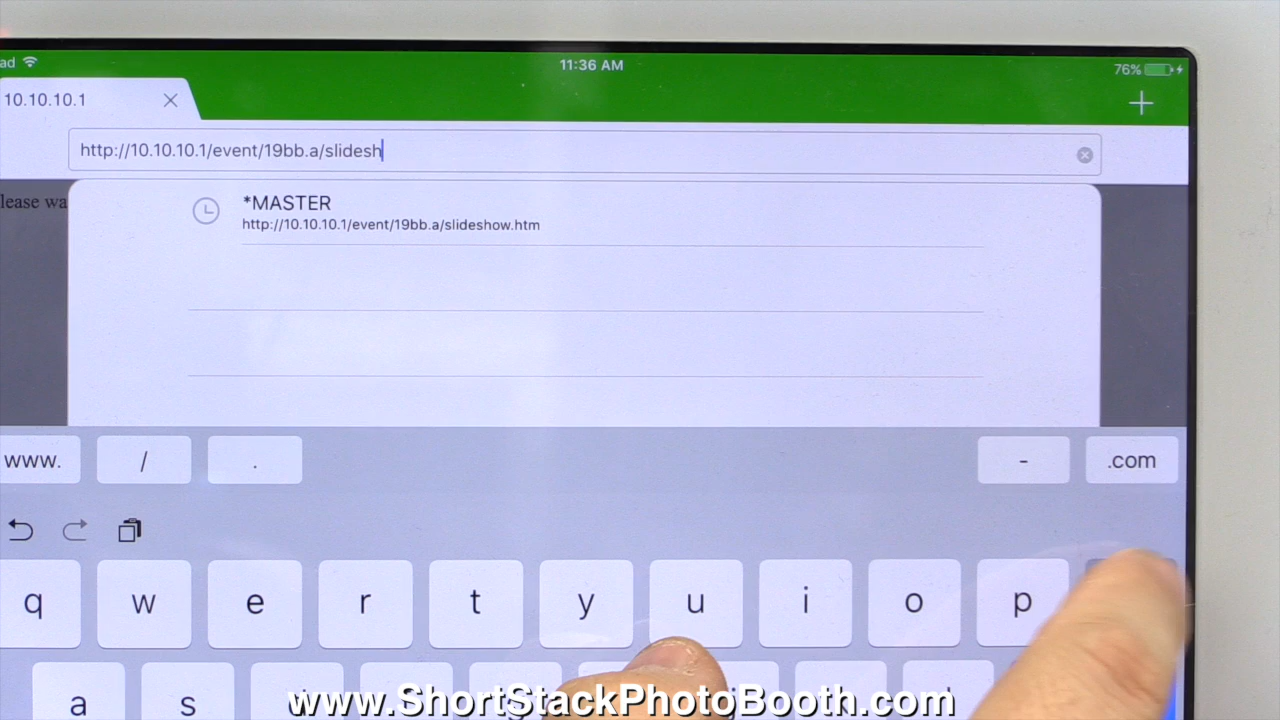 ad 11:36 AM 76%
10.10.10.1
http://10.10.10.1/event/19bb.a/slidesh
lease wa
*MASTER
http://10.10.10.1/event/19bb.a/slideshow.htm
www. / . - .com
q w e r t y u i o p
a s
www.ShortStackPhotoBooth.com